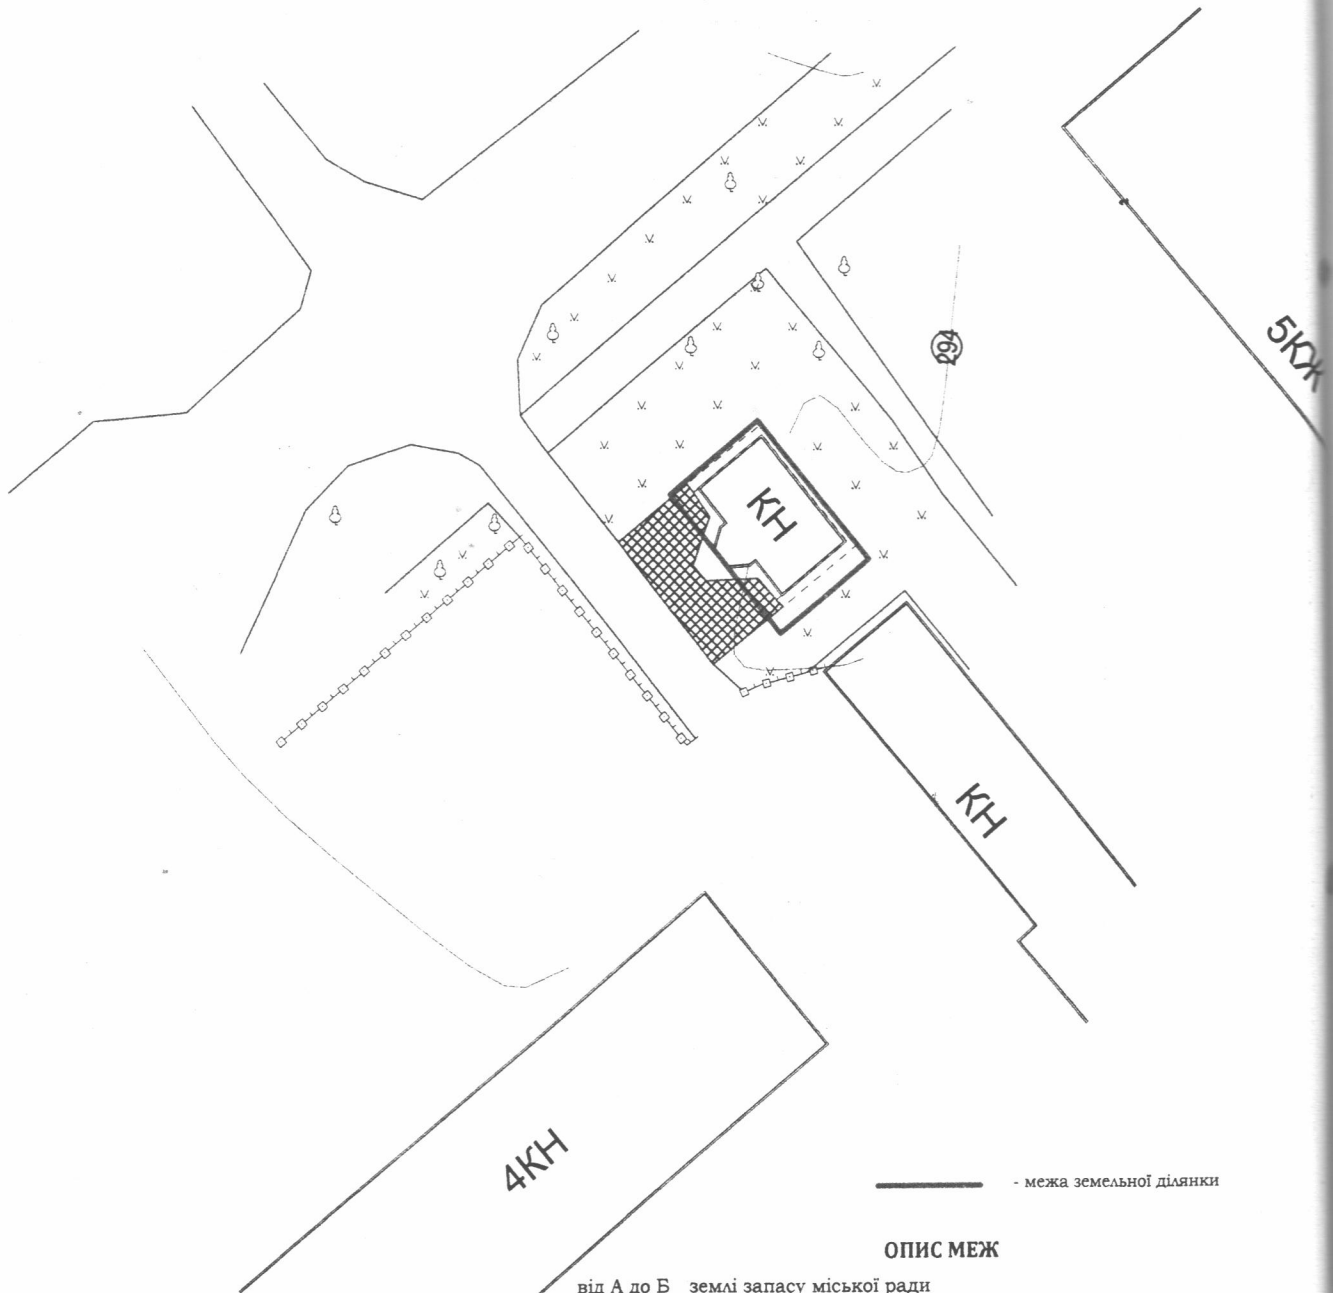 294
5КЖ
КН
КН
4КН
- межа земельної ділянки
ОПИС МЕЖ
від А до Б землі запасу міської ради